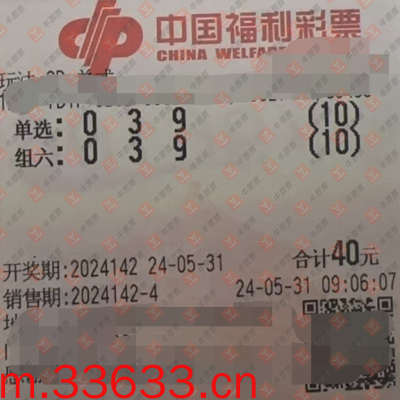 中国福利彩票
CHINA WELFAR
单选: 0 3 9 (10)
组六: 0 3 9 (10)
合计40元
开奖期:2024142 24-05-31
销售期:2024142-4 24-05-31 09:06:07
m.33633.cn